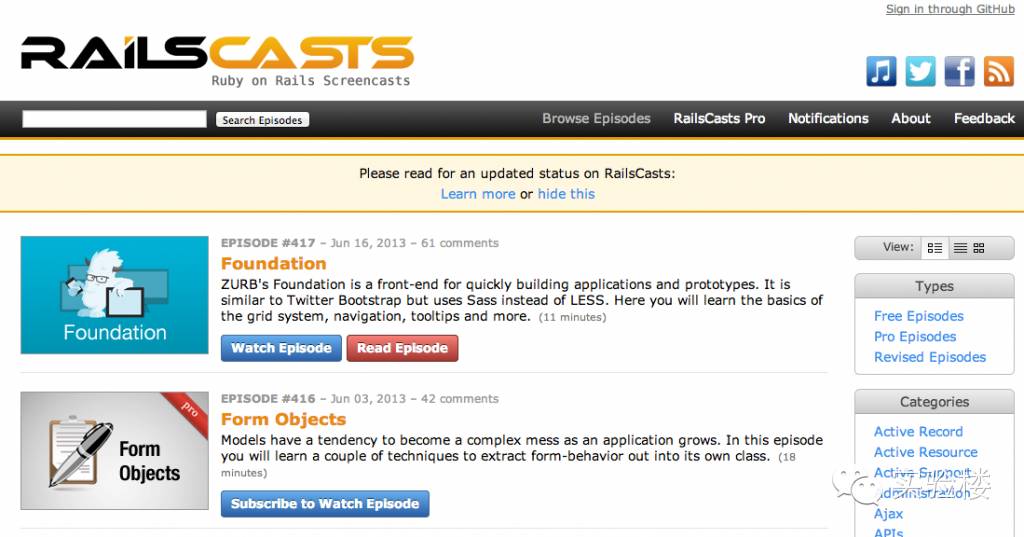 Sign in through GitHub
RAILSCASTS
Ruby on Rails Screencasts
Search Episodes
Browse Episodes
RailsCasts Pro
Notifications
About
Feedback
Please read for an updated status on RailsCasts:
Learn more or hide this
Foundation
EPISODE #417 – Jun 16, 2013 – 61 comments
Foundation
ZURB's Foundation is a front-end for quickly building applications and prototypes. It is
similar to Twitter Bootstrap but uses Sass instead of LESS. Here you will learn the basics of
the grid system, navigation, tooltips and more. (11 minutes)
Watch Episode
Read Episode
pro
Form
Objects
EPISODE #416 – Jun 03, 2013 – 42 comments
Form Objects
Models have a tendency to become a complex mess as an application grows. In this episode
you will learn a couple of techniques to extract form-behavior out into its own class. (18
minutes)
Subscribe to Watch Episode
View:
Types
Free Episodes
Pro Episodes
Revised Episodes
Categories
Active Record
Active Resource
Active Support
Administration
Ajax
APIs
实验楼